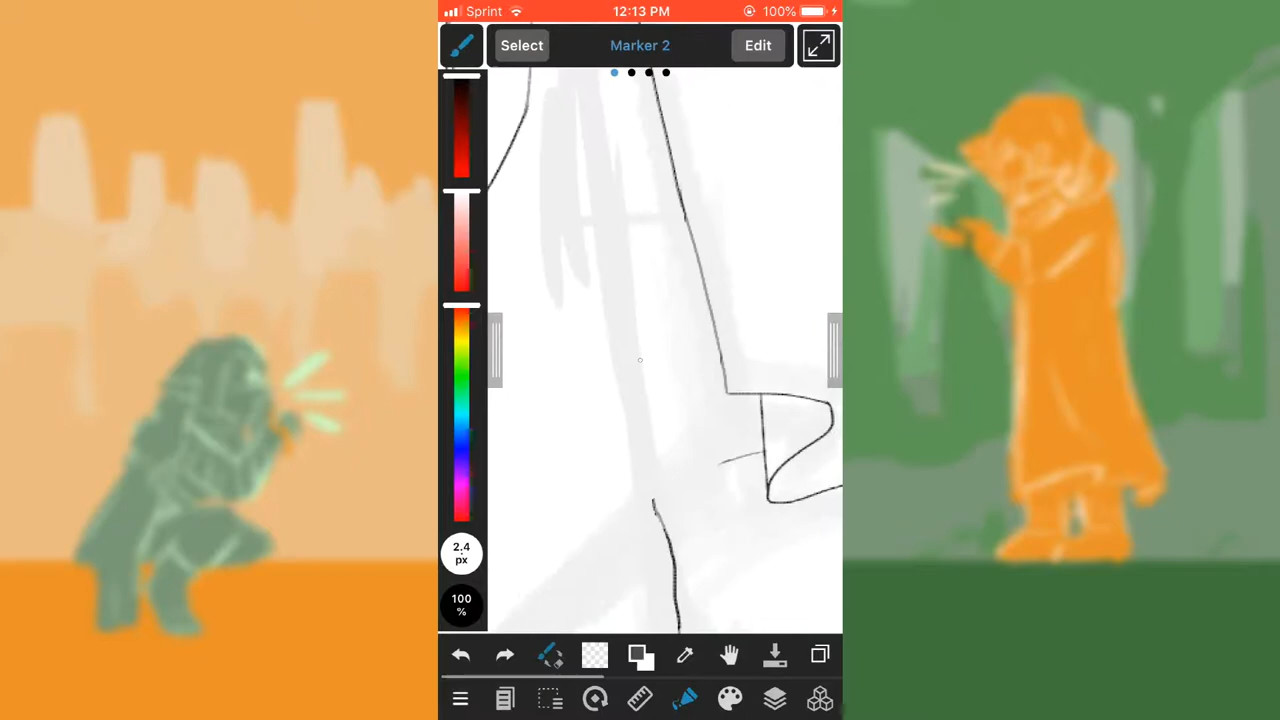 Sprint 12:13 PM 100%
Select Marker 2 Edit
2.4
px
100
%